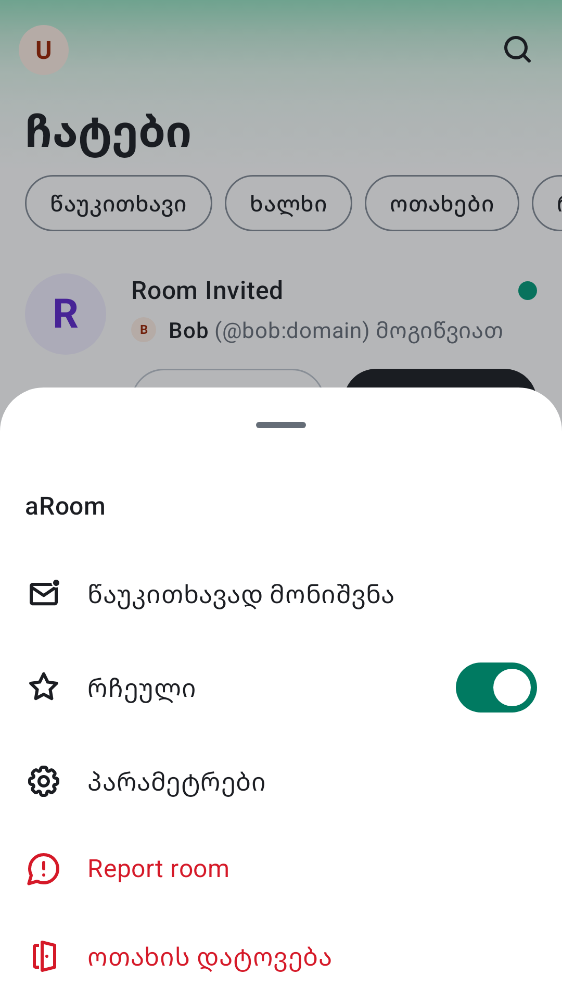 U
ჩატები
წაუკითხავი
ხალხი
ოთახები
R
Room Invited
B Bob (@bob:domain) მოგიწვიათ
aRoom
წაუკითხავად მონიშვნა
რჩეული
პარამეტრები
Report room
ოთახის დატოვება